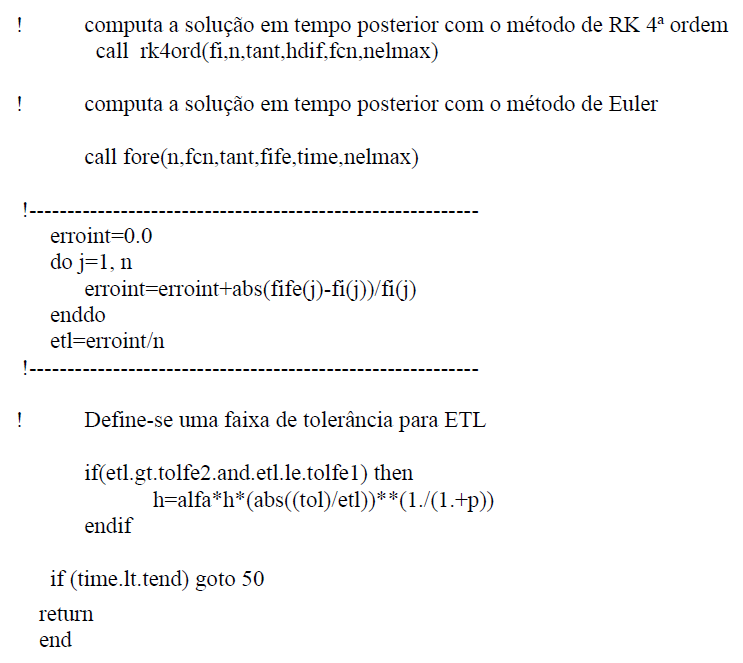 ! computa a solução em tempo posterior com o método de RK 4ª ordem
call rk4ord(fi,n,tant,hdif,fcn,nelmax)
! computa a solução em tempo posterior com o método de Euler
call fore(n,fcn,tant,fife,time,nelmax)
!-----------------------------------------------------------
erroint=0.0
do j=1, n
erroint=erroint+abs(fife(j)-fi(j))/fi(j)
enddo
etl=erroint/n
!-----------------------------------------------------------
! Define-se uma faixa de tolerância para ETL
if(etl.gt.tolfe2.and.etl.le.tolfe1) then
h=alfa*h*(abs((tol)/etl))**(1./(1.+p))
endif
if (time.lt.tend) goto 50
return
end